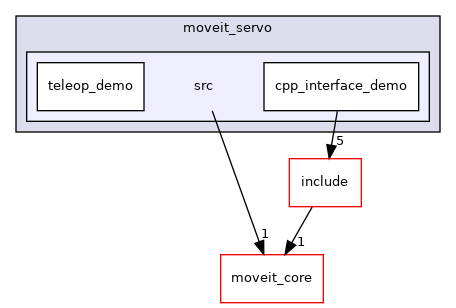 moveit_servo
teleop_demo
src
cpp_interface_demo
5
include
1
1
moveit_core